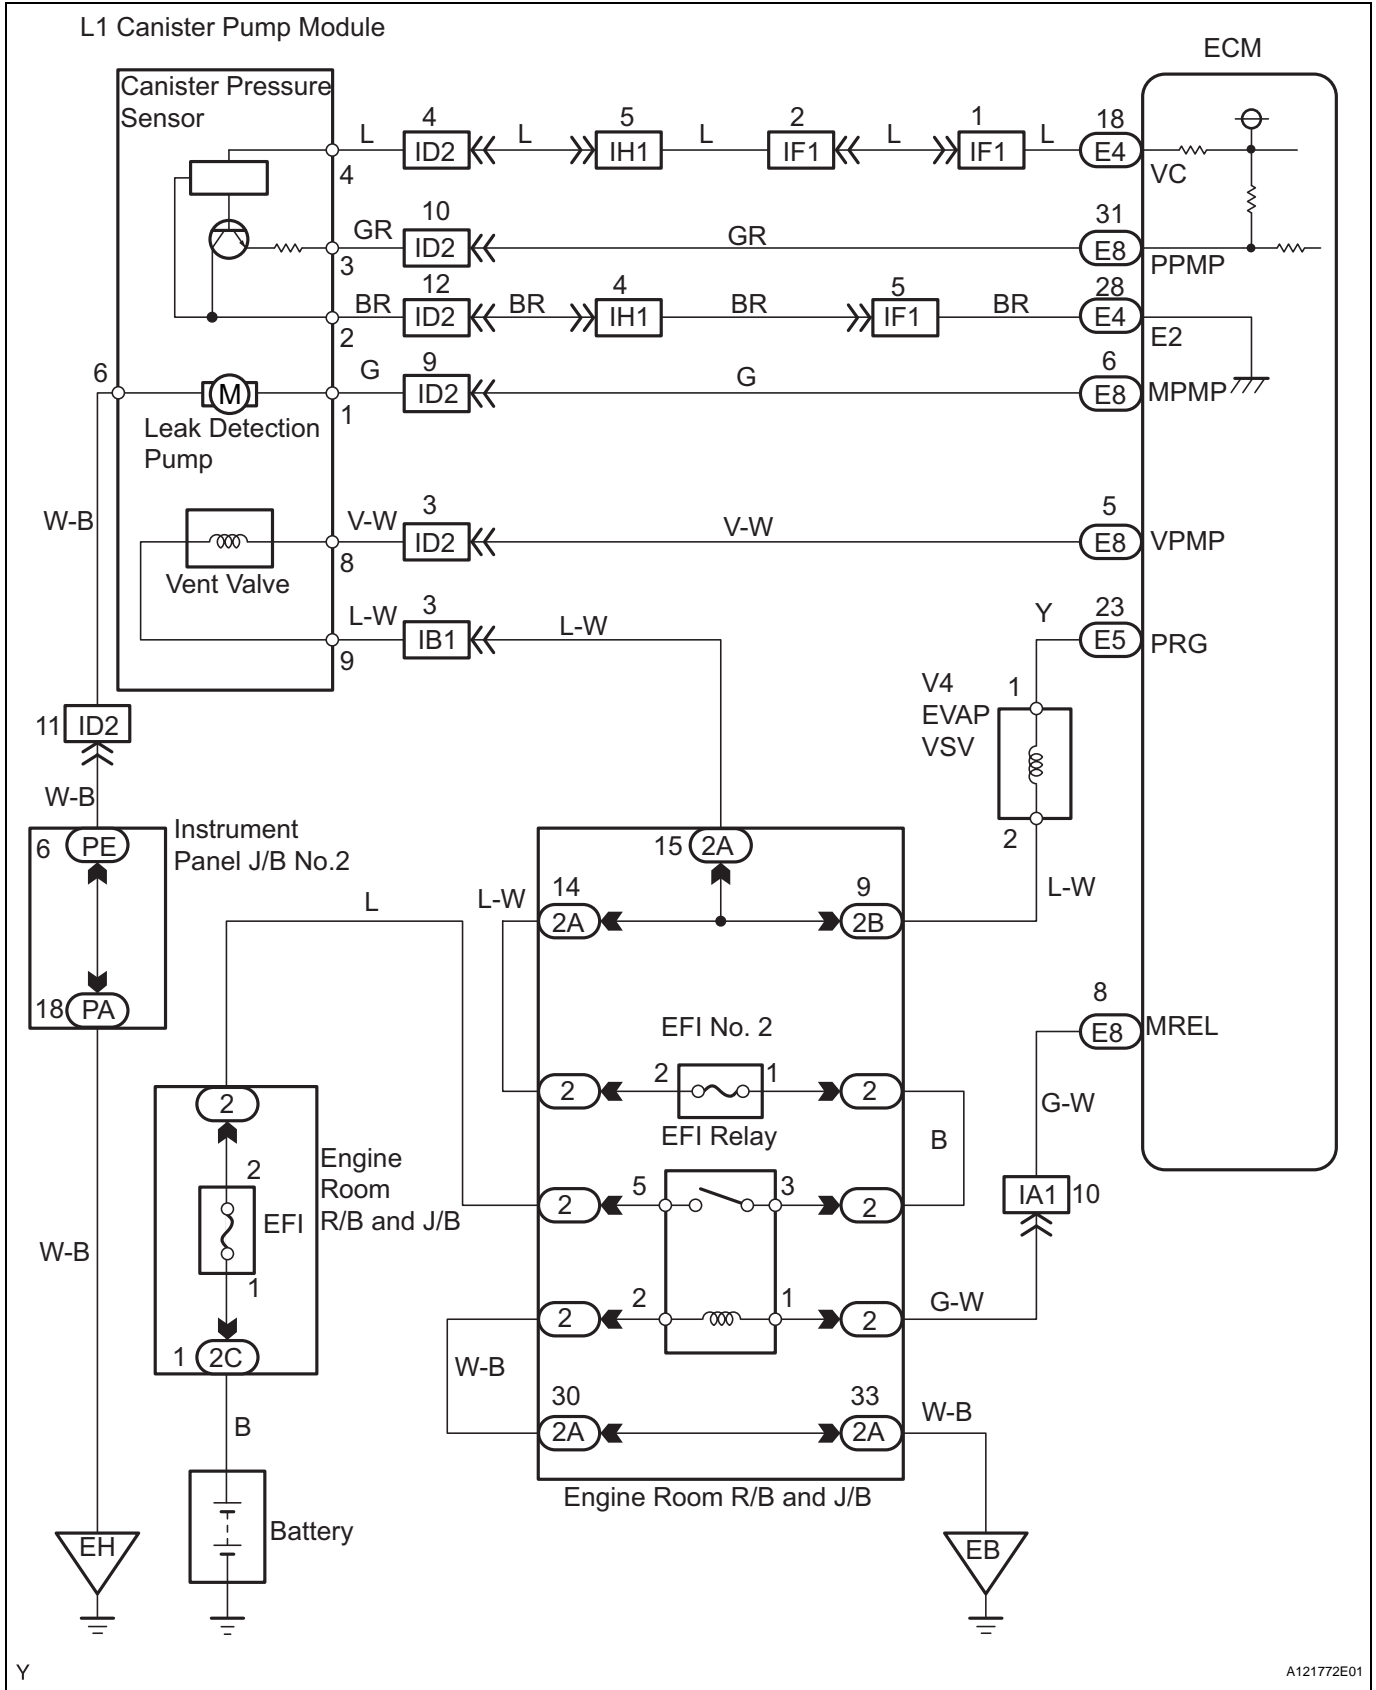 L1 Canister Pump Module
ECM
Canister Pressure
Sensor
L
4
ID2
L
5
IH1
L
2
IF1
L
1
IF1
L
18
E4
VC
4
GR
10
ID2
GR
31
E8
PPMP
3
BR
12
ID2
BR
4
IH1
BR
5
IF1
BR
28
E4
E2
2
6
M
G
9
ID2
G
6
E8
MPMP
1
Leak Detection
Pump
W-B
V-W
3
ID2
V-W
5
E8
VPMP
8
Vent Valve
L-W
3
IB1
L-W
9
Y
23
E5
PRG
V4
EVAP
VSV
1
2
L-W
11
ID2
W-B
Instrument
Panel J/B No.2
6
PE
18
PA
15
2A
L
L-W
14
2A
9
2B
EFI No. 2
2
2
1
2
EFI Relay
B
8
E8
MREL
G-W
IA1
10
2
5
3
2
2
2
EFI
1
Engine
Room
R/B and J/B
1
2C
W-B
2
2
1
2
G-W
W-B
30
2A
33
2A
W-B
B
Engine Room R/B and J/B
Battery
EH
EB
Y
A121772E01